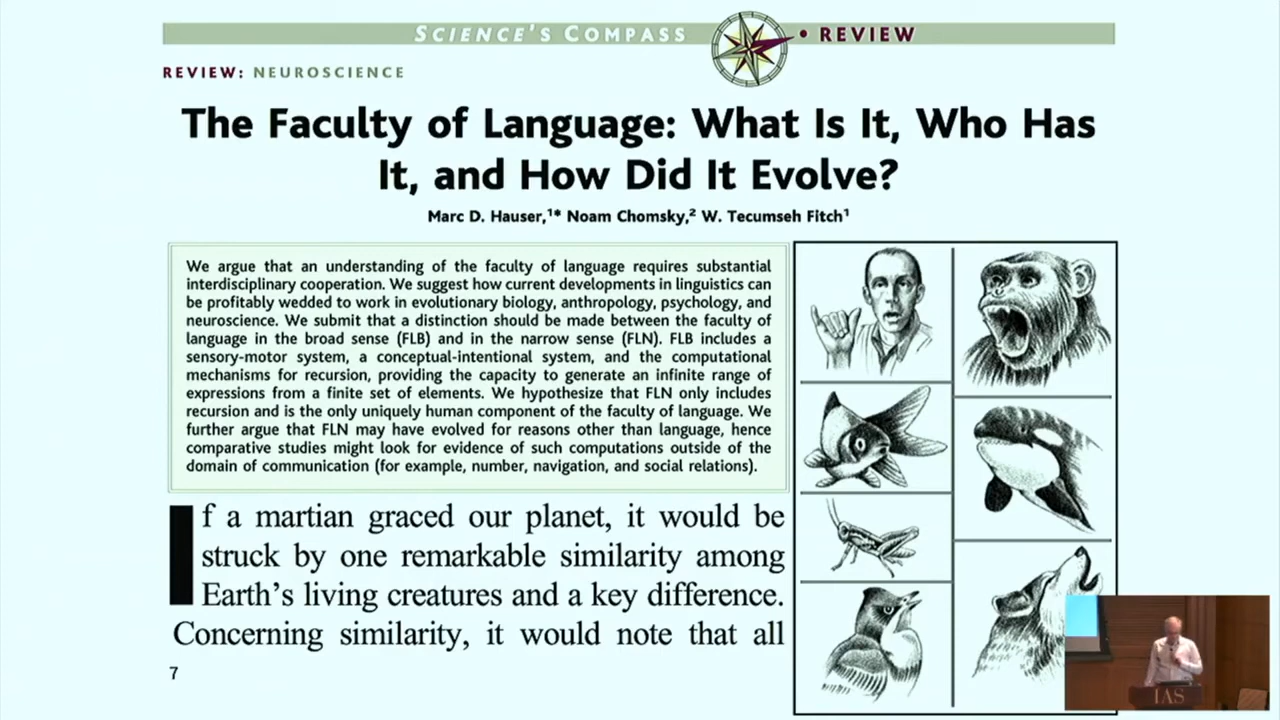 SCIENCE'S COMPASS • REVIEW
REVIEW: NEUROSCIENCE
The Faculty of Language: What Is It, Who Has
It, and How Did It Evolve?
Marc D. Hauser,¹* Noam Chomsky,² W. Tecumseh Fitch¹
We argue that an understanding of the faculty of language requires substantial
interdisciplinary cooperation. We suggest how current developments in linguistics can
be profitably wedded to work in evolutionary biology, anthropology, psychology, and
neuroscience. We submit that a distinction should be made between the faculty of
language in the broad sense (FLB) and in the narrow sense (FLN). FLB includes a
sensory-motor system, a conceptual-intentional system, and the computational
mechanisms for recursion, providing the capacity to generate an infinite range of
expressions from a finite set of elements. We hypothesize that FLN only includes
recursion and is the only uniquely human component of the faculty of language. We
further argue that FLN may have evolved for reasons other than language, hence
comparative studies might look for evidence of such computations outside of the
domain of communication (for example, number, navigation, and social relations).
If a martian graced our planet, it would be
struck by one remarkable similarity among
Earth's living creatures and a key difference.
Concerning similarity, it would note that all
7
IAS